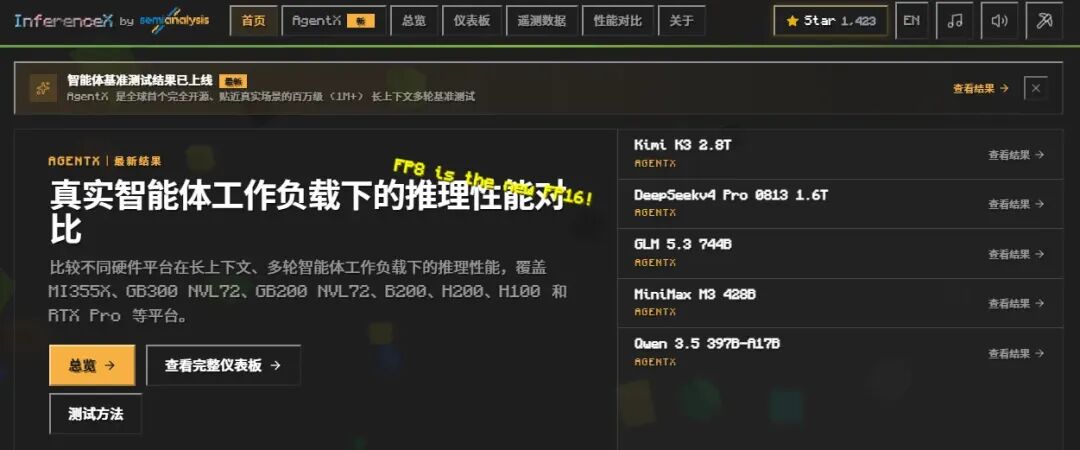 InferenceX by semianalysis
首页
AgentX 新
总览
仪表板
遥测数据
性能对比
关于
Star 1,423
EN
智能体基准测试结果已上线 最新
AgentX 是全球首个完全开源、贴近真实场景的百万级 (1M+) 长上下文多轮基准测试
查看结果 →
AGENTX | 最新结果
FP8 is the new FP16!
真实智能体工作负载下的推理性能对
比
比较不同硬件平台在长上下文、多轮智能体工作负载下的推理性能，覆盖
MI355X、GB300 NVL72、GB200 NVL72、B200、H200、H100 和
RTX Pro 等平台。
总览 →
查看完整仪表板 →
测试方法
Kimi K3 2.8T
AGENTX
查看结果 →
DeepSeekv4 Pro 0813 1.6T
AGENTX
查看结果 →
GLM 5.3 744B
AGENTX
查看结果 →
MiniMax M3 428B
AGENTX
查看结果 →
Qwen 3.5 397B-A17B
AGENTX
查看结果 →